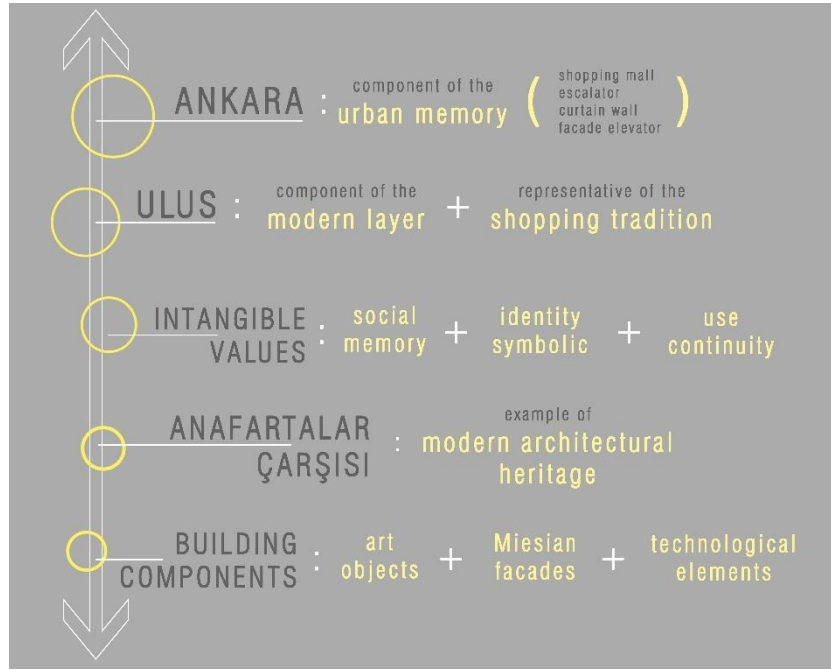 ANKARA : component of the urban memory ( shopping mall escalator curtain wall facade elevator )
ULUS : component of the modern layer + representative of the shopping tradition
INTANGIBLE VALUES : social memory + identity symbolic + use continuity
ANAFARTALAR ÇARŞISI : example of modern architectural heritage
BUILDING COMPONENTS : art objects + Miesian facades + technological elements